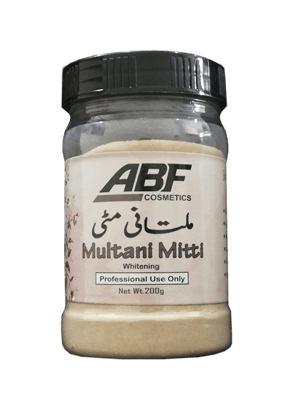 ABF
COSMETICS
ملتانی مٹی
Multani Mitti
Whitening
Professional Use Only
Net Wt.200g